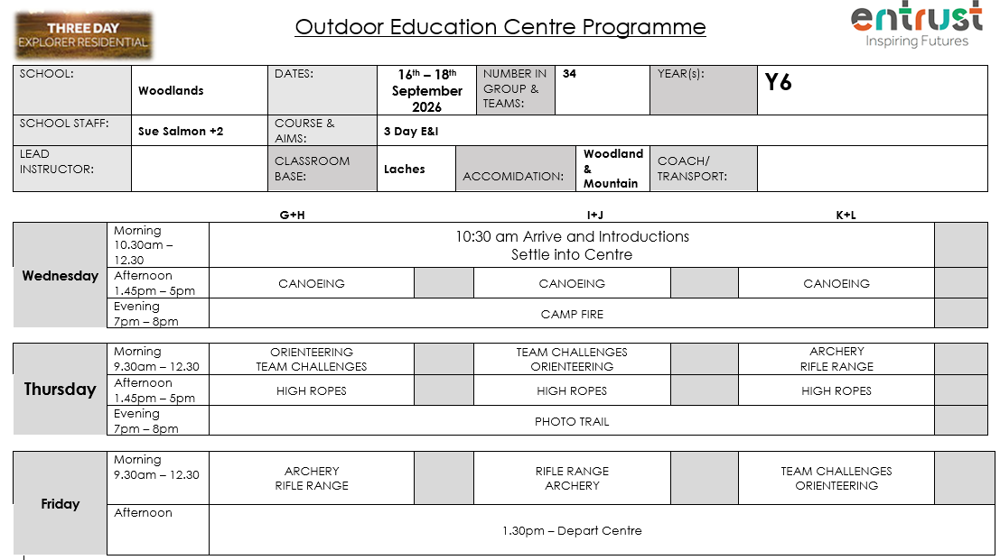 THREE DAY
EXPLORER RESIDENTIAL
Outdoor Education Centre Programme
entrust
Inspiring Futures
SCHOOL:
Woodlands
DATES:
16th – 18th
September
2026
NUMBER IN
GROUP &
TEAMS:
34
YEAR(s):
Y6
SCHOOL STAFF:
Sue Salmon +2
COURSE &
AIMS:
3 Day E&I
LEAD
INSTRUCTOR:
CLASSROOM
BASE:
Laches
ACCOMIDATION:
Woodland
&
Mountain
COACH/
TRANSPORT:
G+H
I+J
K+L
Wednesday
Morning
10.30am –
12.30
10:30 am Arrive and Introductions
Settle into Centre
Afternoon
1.45pm – 5pm
CANOEING
CANOEING
CANOEING
Evening
7pm – 8pm
CAMP FIRE
Thursday
Morning
9.30am – 12.30
ORIENTEERING
TEAM CHALLENGES
TEAM CHALLENGES
ORIENTEERING
ARCHERY
RIFLE RANGE
Afternoon
1.45pm – 5pm
HIGH ROPES
HIGH ROPES
HIGH ROPES
Evening
7pm – 8pm
PHOTO TRAIL
Friday
Morning
9.30am – 12.30
ARCHERY
RIFLE RANGE
RIFLE RANGE
ARCHERY
TEAM CHALLENGES
ORIENTEERING
Afternoon
1.30pm – Depart Centre